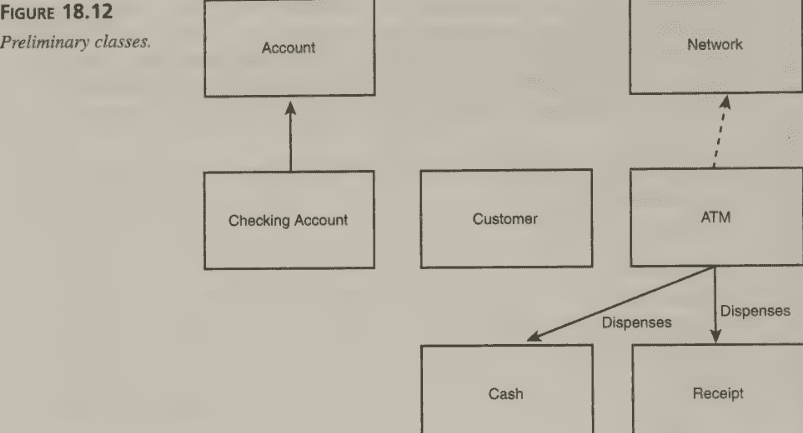 FIGURE 18.12
Preliminary classes.
Account
Network
Checking Account
Customer
ATM
Dispenses
Dispenses
Cash
Receipt